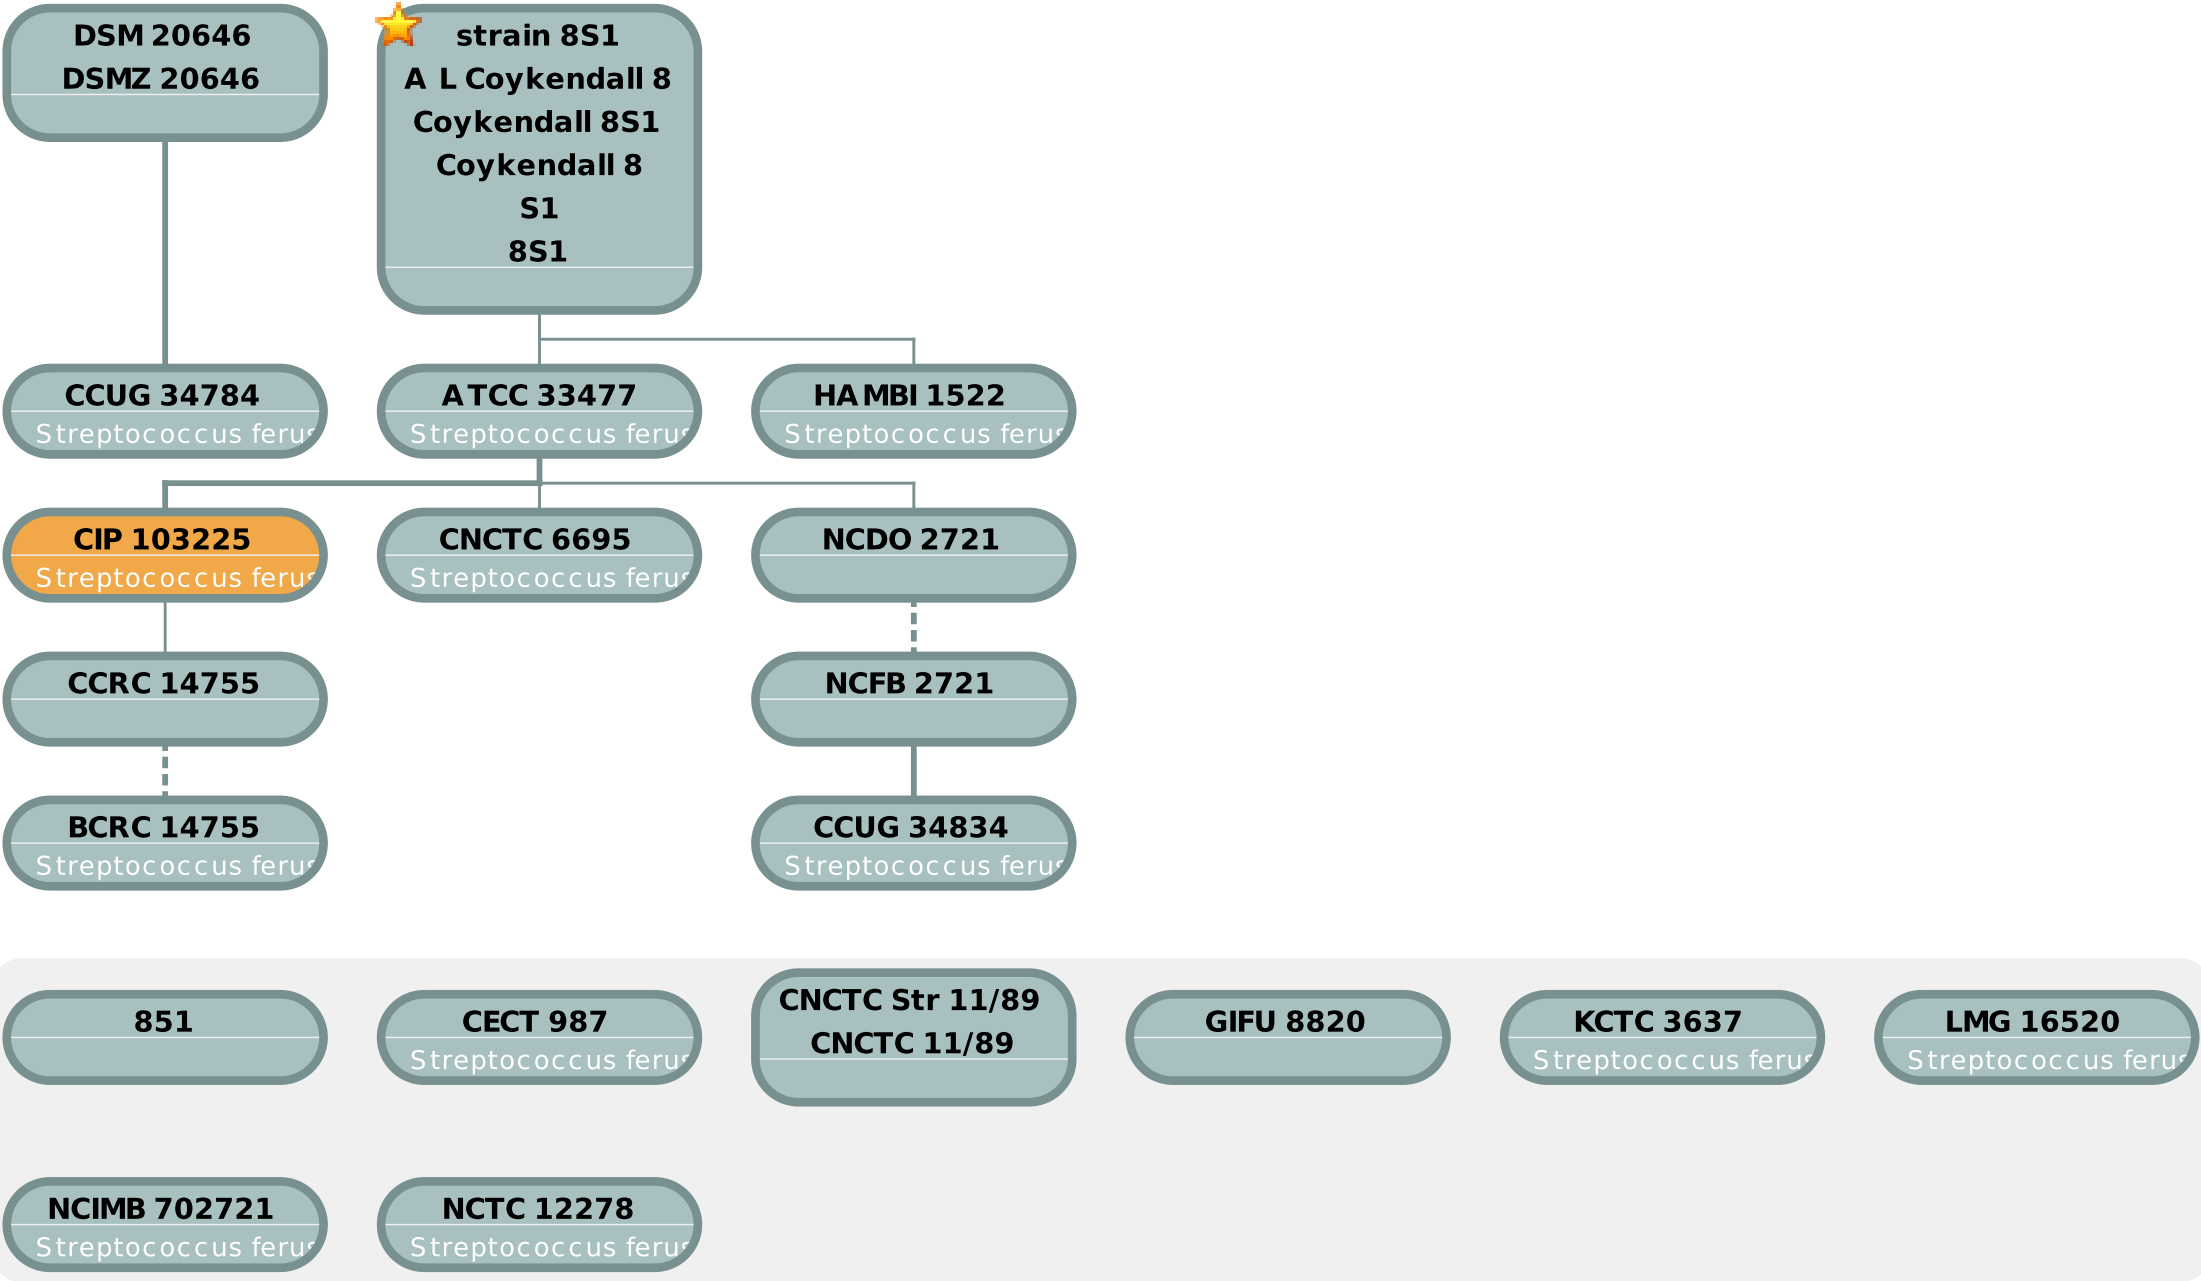 DSM 20646
DSMZ 20646
strain 8S1
A L Coykendall 8
Coykendall 8S1
Coykendall 8
S1
8S1
CCUG 34784
Streptococcus ferus
ATCC 33477
Streptococcus ferus
HAMBI 1522
Streptococcus ferus
CIP 103225
Streptococcus ferus
CNCTC 6695
Streptococcus ferus
NCDO 2721
CCRC 14755
NCFB 2721
BCRC 14755
Streptococcus ferus
CCUG 34834
Streptococcus ferus
851
CECT 987
Streptococcus ferus
CNCTC Str 11/89
CNCTC 11/89
GIFU 8820
KCTC 3637
Streptococcus ferus
LMG 16520
Streptococcus ferus
NCIMB 702721
Streptococcus ferus
NCTC 12278
Streptococcus ferus